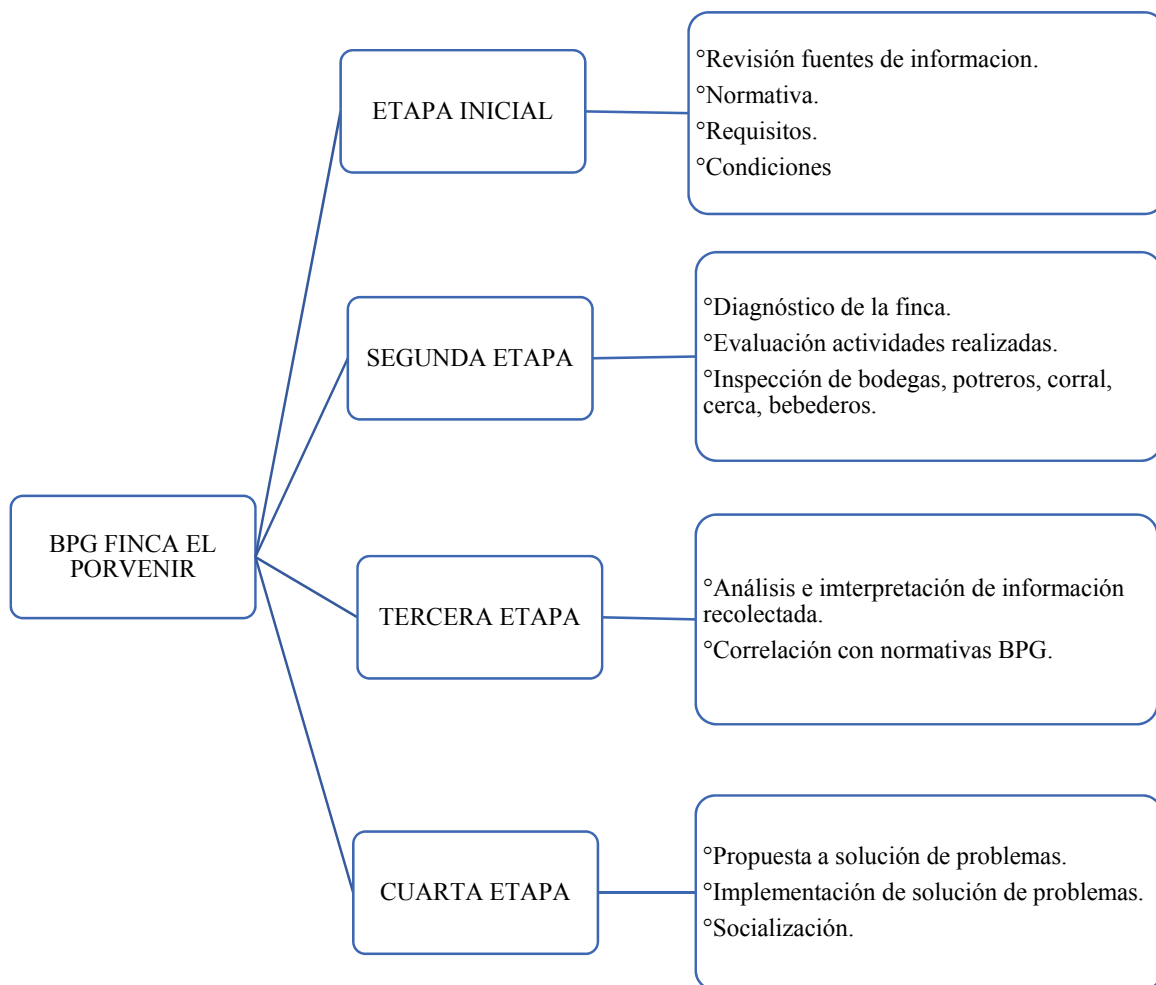 BPG FINCA EL
PORVENIR
ETAPA INICIAL
°Revisión fuentes de informacion.
°Normativa.
°Requisitos.
°Condiciones
SEGUNDA ETAPA
°Diagnóstico de la finca.
°Evaluación actividades realizadas.
°Inspección de bodegas, potreros, corral,
cerca, bebederos.
TERCERA ETAPA
°Análisis e imterpretación de información
recolectada.
°Correlación con normativas BPG.
CUARTA ETAPA
°Propuesta a solución de problemas.
°Implementación de solución de problemas.
°Socialización.